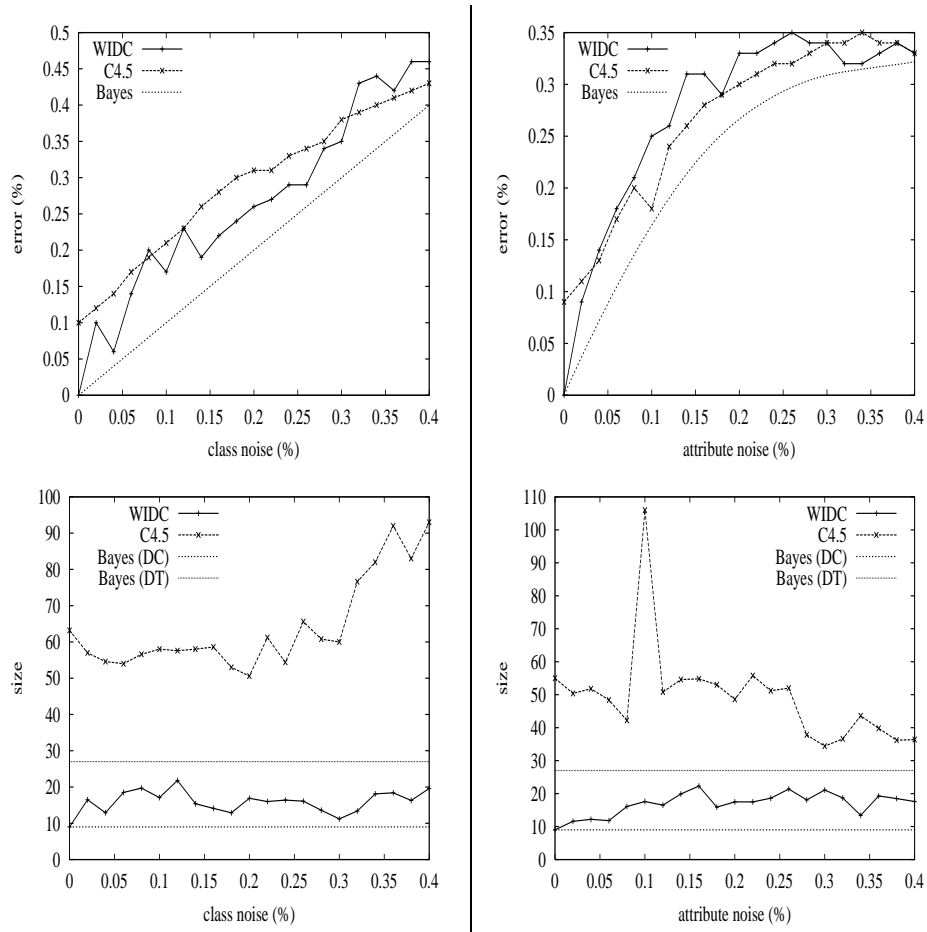 0.5
0.45
0.4
0.35
0.3
0.25
0.2
0.15
0.1
0.05
0
error (%)
WIDC
C4.5
Bayes
0 0.05 0.1 0.15 0.2 0.25 0.3 0.35 0.4
class noise (%)
0.35
0.3
0.25
0.2
0.15
0.1
0.05
0
error (%)
WIDC
C4.5
Bayes
0 0.05 0.1 0.15 0.2 0.25 0.3 0.35 0.4
attribute noise (%)
100
90
80
70
60
50
40
30
20
10
0
size
WIDC
C4.5
Bayes (DC)
Bayes (DT)
0 0.05 0.1 0.15 0.2 0.25 0.3 0.35 0.4
class noise (%)
110
100
90
80
70
60
50
40
30
20
10
0
size
WIDC
C4.5
Bayes (DC)
Bayes (DT)
0 0.05 0.1 0.15 0.2 0.25 0.3 0.35 0.4
attribute noise (%)